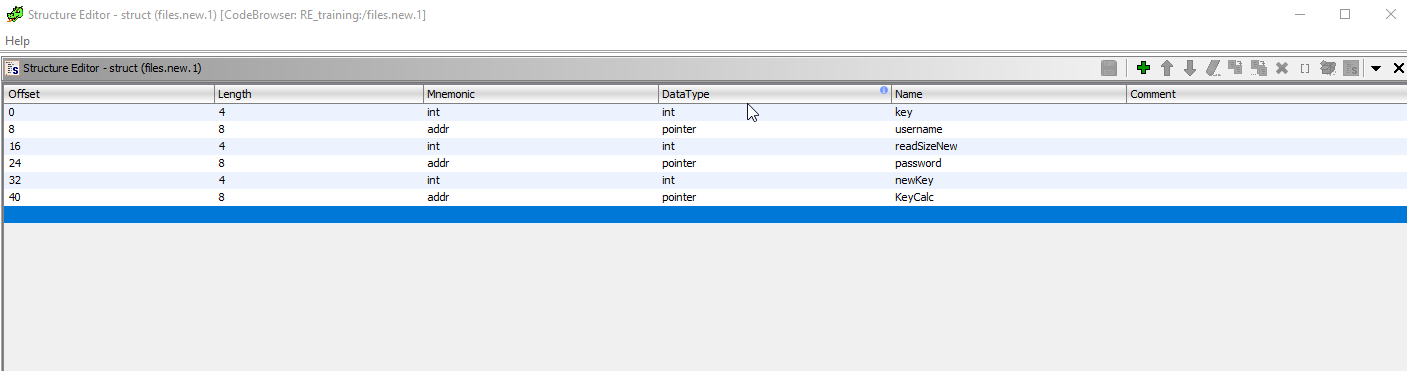 Structure Editor - struct (files.new.1) [CodeBrowser: RE_training:/files.new.1]
Help
Structure Editor - struct (files.new.1)
Offset Length Mnemonic DataType Name Comment
0 4 int int key
8 8 addr pointer username
16 4 int int readSizeNew
24 8 addr pointer password
32 4 int int newKey
40 8 addr pointer KeyCalc